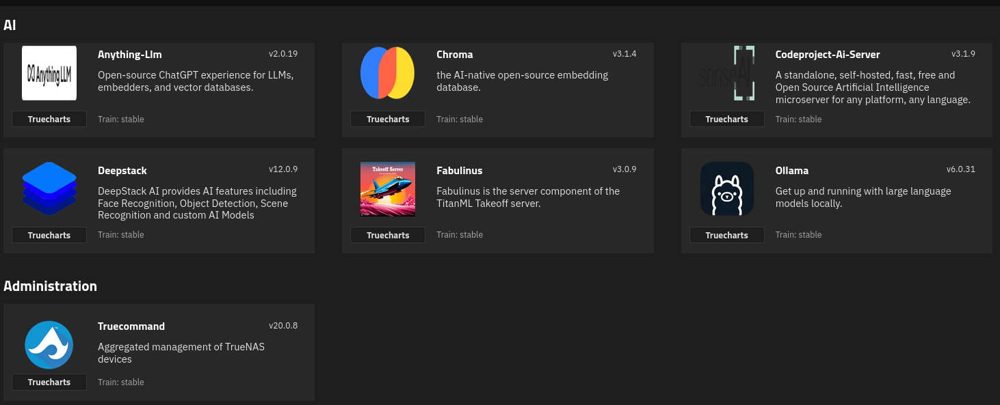 AI
Anything LLM
Anything-Llm
v2.0.19
Open-source ChatGPT experience for LLMs,
embedders, and vector databases.
Truecharts
Train: stable
Chroma
v3.1.4
the AI-native open-source embedding
database.
Truecharts
Train: stable
senseAI
Codeproject-Ai-Server
v3.1.9
A standalone, self-hosted, fast, free and
Open Source Artificial Intelligence
microserver for any platform, any language.
Truecharts
Train: stable
Deepstack
v12.0.9
DeepStack AI provides AI features including
Face Recognition, Object Detection, Scene
Recognition and custom AI Models
Truecharts
Train: stable
Takeoff Server
Fabulinus
v3.0.9
Fabulinus is the server component of the
TitanML Takeoff server.
Truecharts
Train: stable
Ollama
v6.0.31
Get up and running with large language
models locally.
Truecharts
Train: stable
Administration
Truecommand
v20.0.8
Aggregated management of TrueNAS
devices
Truecharts
Train: stable